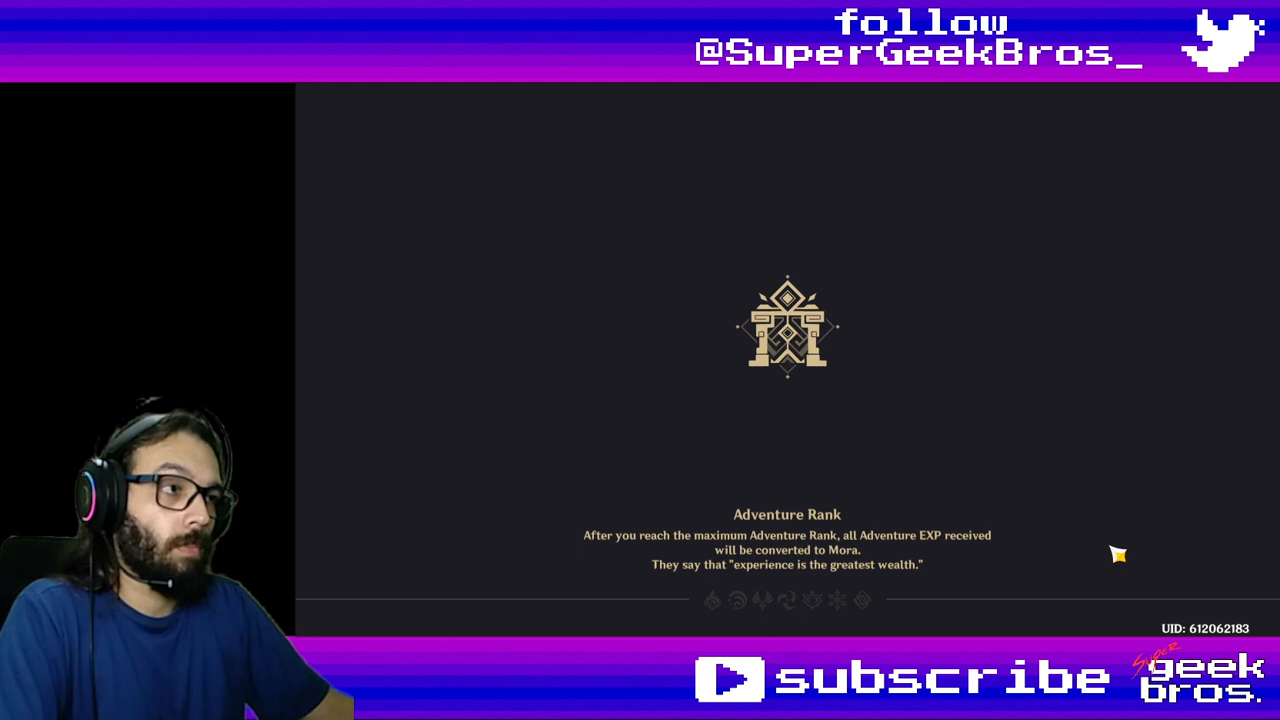 follow
@SuperGeekBros_
Adventure Rank
After you reach the maximum Adventure Rank, all Adventure EXP received
will be converted to Mora.
They say that "experience is the greatest wealth."
UID: 612062183
subscribe
SUPER
geek
bros.